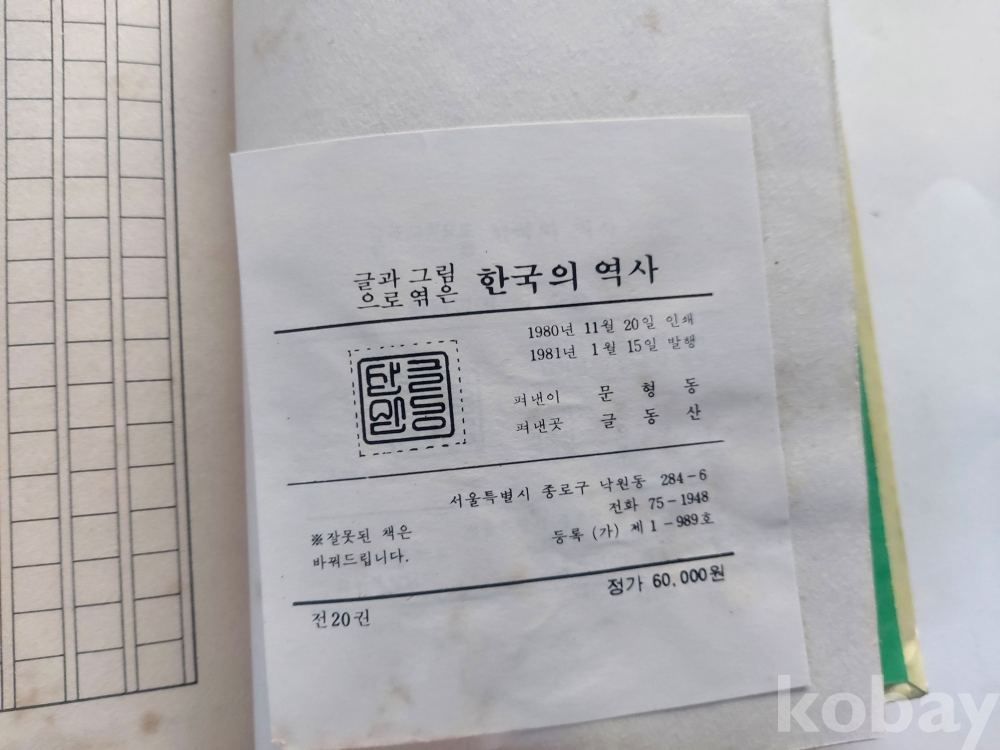 글과 그림
으로 엮은 한국의 역사
1980년 11월 20일 인쇄
1981년 1월 15일 발행
펴낸이 문형동
펴낸곳 글동산
서울특별시 종로구 낙원동 284-6
전화 75-1948
등록 (가) 제1-989호
※잘못된 책은
바꿔드립니다.
정가 60,000원
전20권
kobay